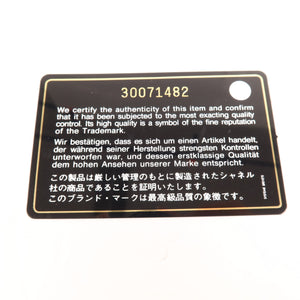 30071482
We certify the authenticity of this item and confirm
that it has been subjected to the most exacting quality
control. Its high quality is a symbol of the fine reputation
of the Trademark.
Wir bestätigen, dass es sich um einen Artikel handelt,
der während seiner Herstellung strengsten Kontrollen
unterworfen war, und dessen erstklassige Qualität
dem hohen Ansehen unserer Marke entspricht.
この製品は厳しい管理のもとに製造されたシャネル
社の商品であることを証明いたします。
このブランド・マークは最高級品質の象徴です。